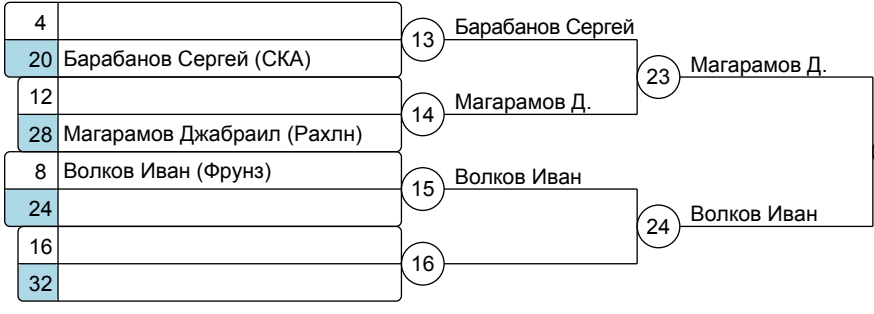 4
20 Барабанов Сергей (СКА)
12
28 Магарамов Джабраил (Рахлн)
8 Волков Иван (Фрунз)
24
16
32
13 Барабанов Сергей
14 Магарамов Д.
15 Волков Иван
16
23 Магарамов Д.
24 Волков Иван